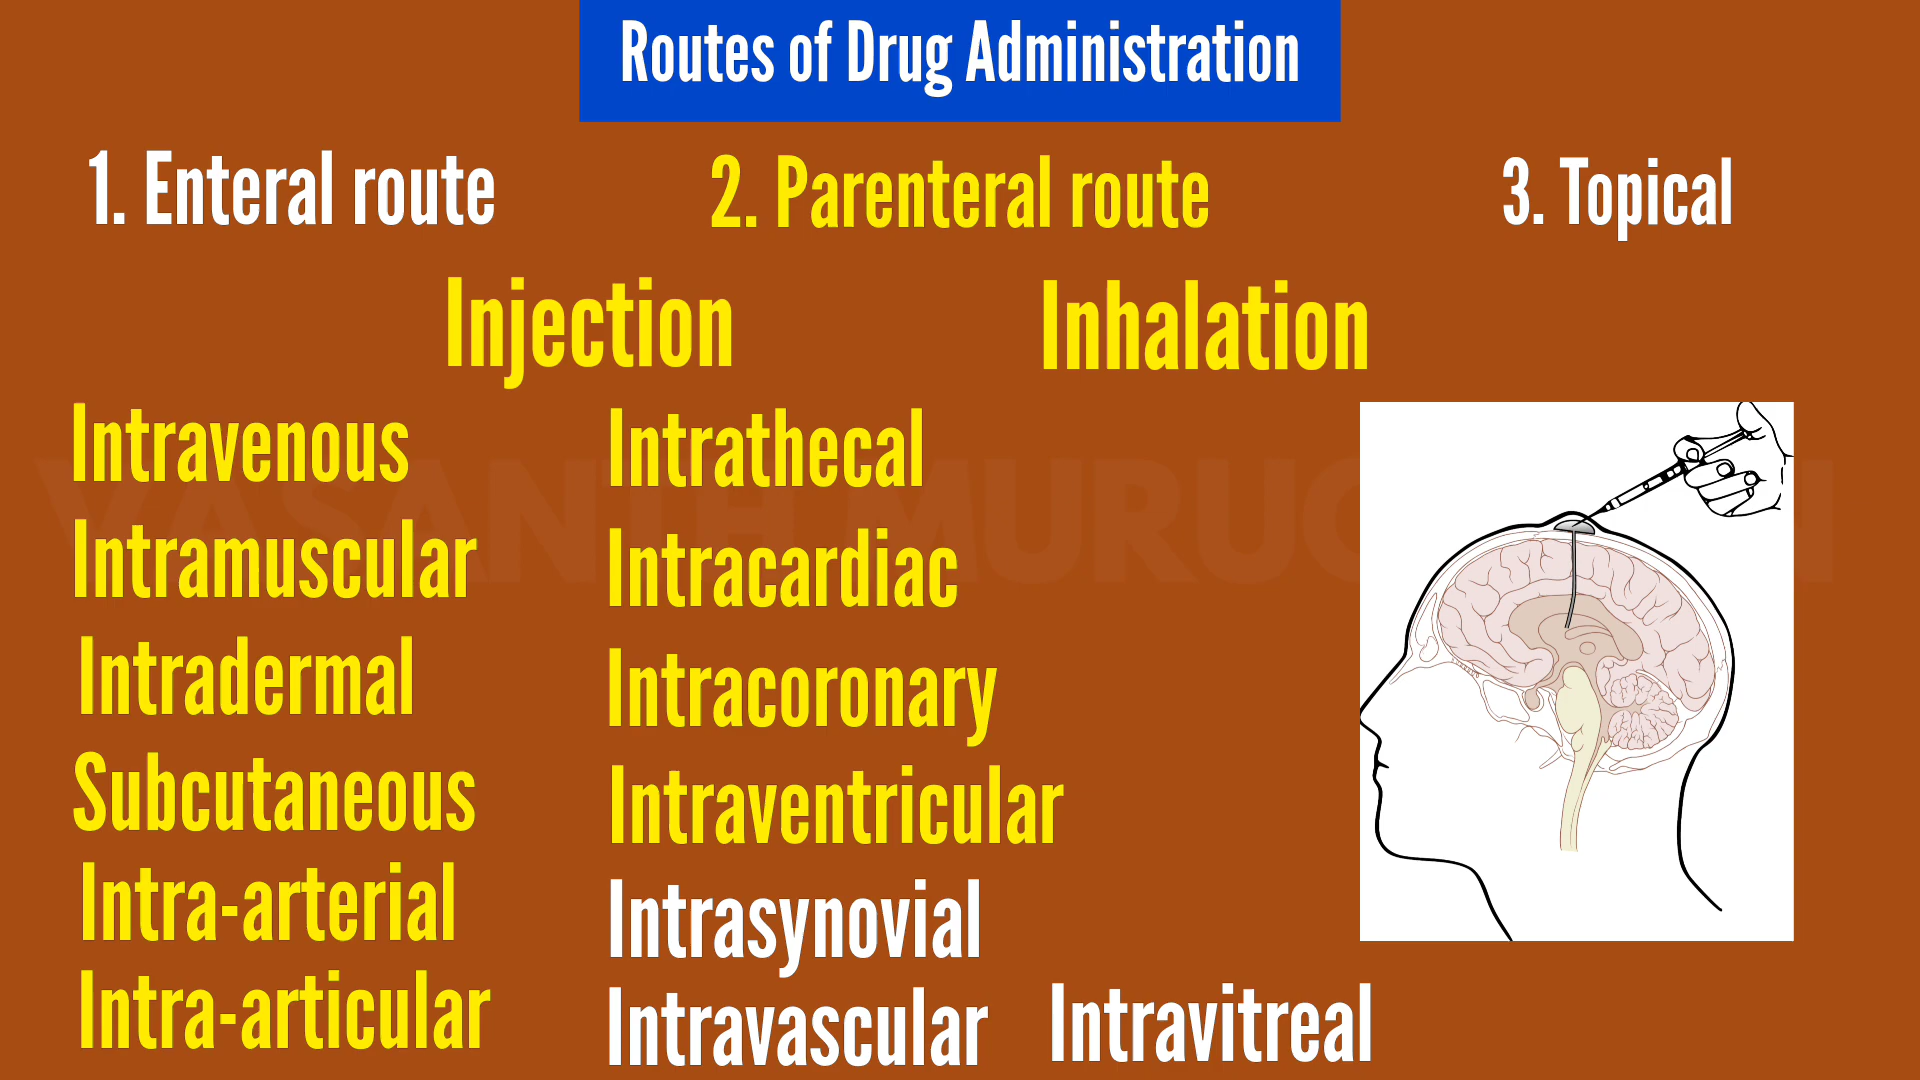 Routes of Drug Administration
1. Enteral route
2. Parenteral route
3. Topical
Injection
Inhalation
Intravenous
Intramuscular
Intradermal
Subcutaneous
Intra-arterial
Intra-articular
Intrathecal
Intracardiac
Intracoronary
Intraventricular
Intrasynovial
Intravascular
Intravitreal